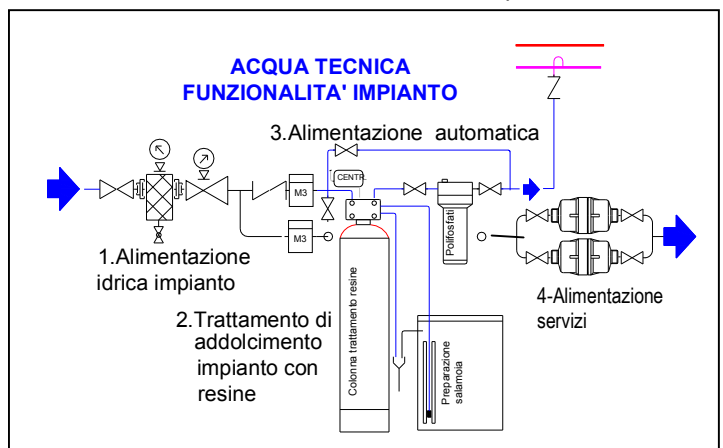 ACQUA TECNICA
FUNZIONALITA' IMPIANTO
3.Alimentazione automatica
CENTR.
M3
M3
1.Alimentazione
idrica impianto
2.Trattamento di
addolcimento
impianto con
resine
Colonna trattamento resine
Polifosfati
Preparazione
salamoia
4-Alimentazione
servizi